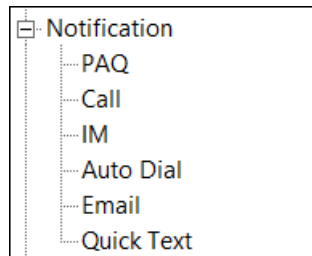 Notification
PAQ
Call
IM
Auto Dial
Email
Quick Text